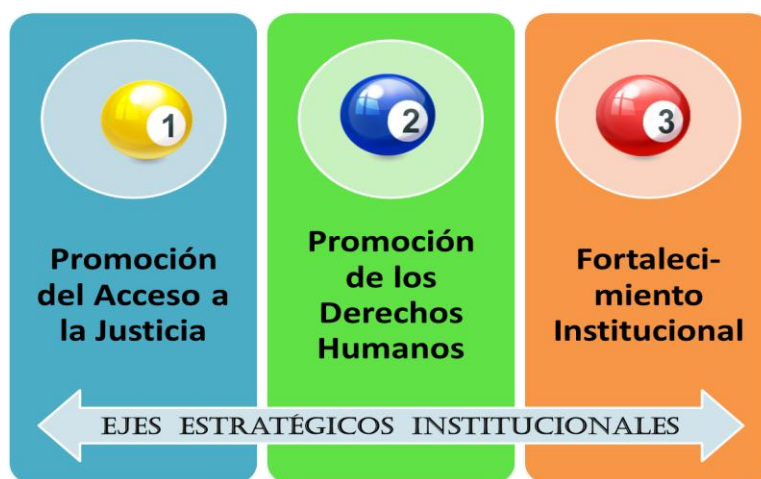 1
Promoción
del Acceso a
la Justicia
2
Promoción
de los
Derechos
Humanos
3
Fortaleci-
miento
Institucional
EJES ESTRATÉGICOS INSTITUCIONALES